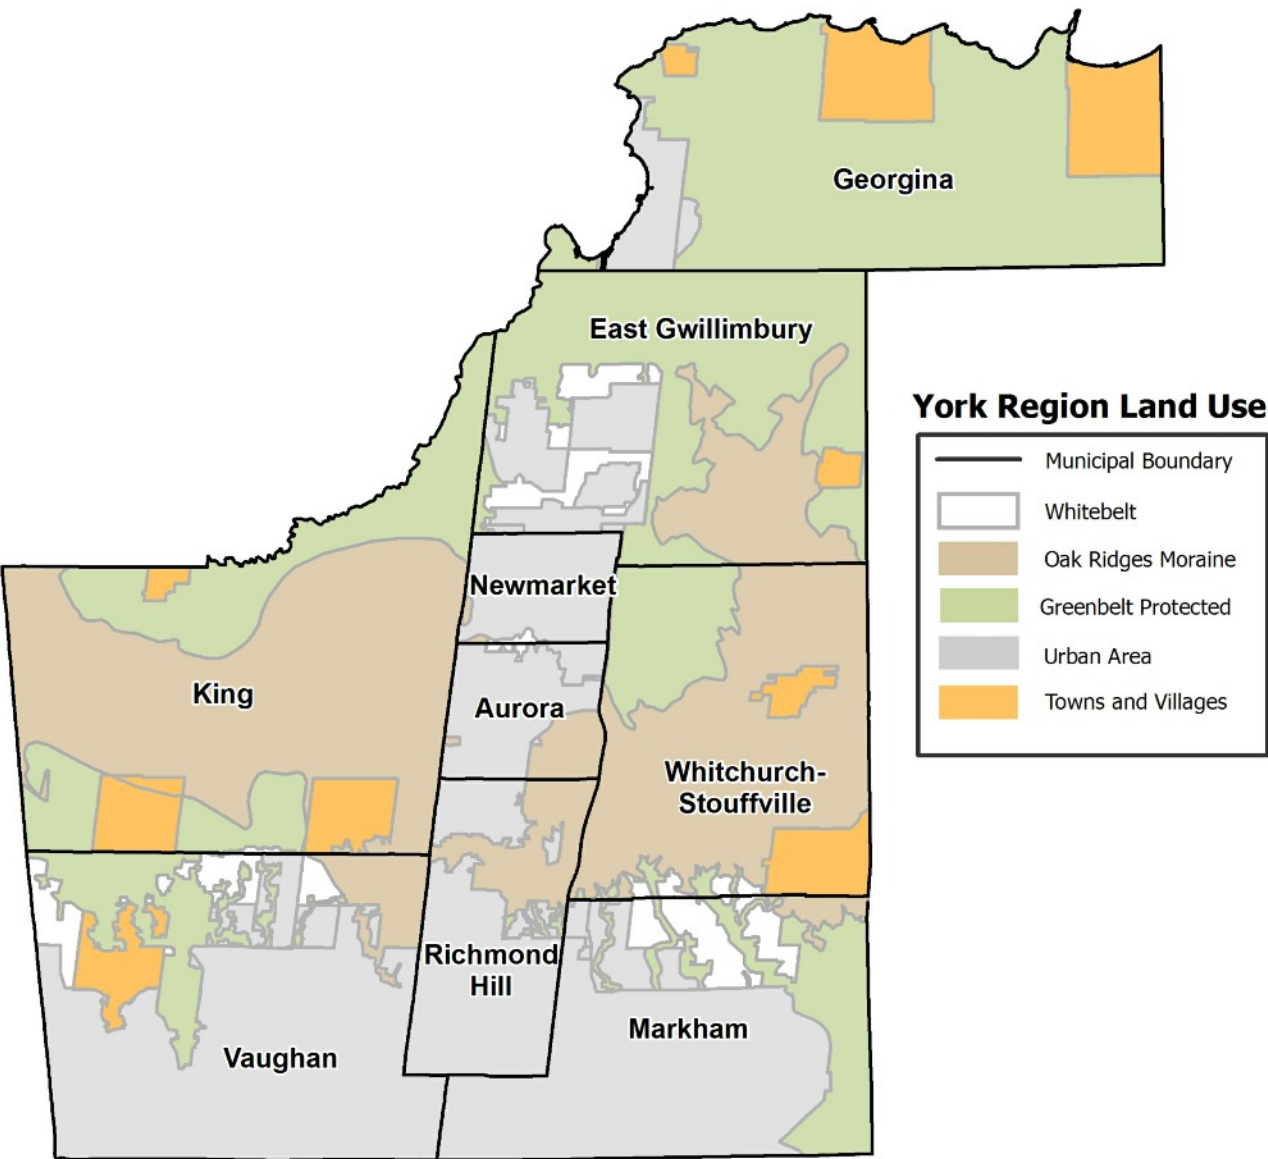 Georgina
East Gwillimbury
York Region Land Use
Municipal Boundary
Whitebelt
Oak Ridges Moraine
Greenbelt Protected
Urban Area
Towns and Villages
Newmarket
King
Aurora
Whitchurch-
Stouffville
Richmond
Hill
Markham
Vaughan